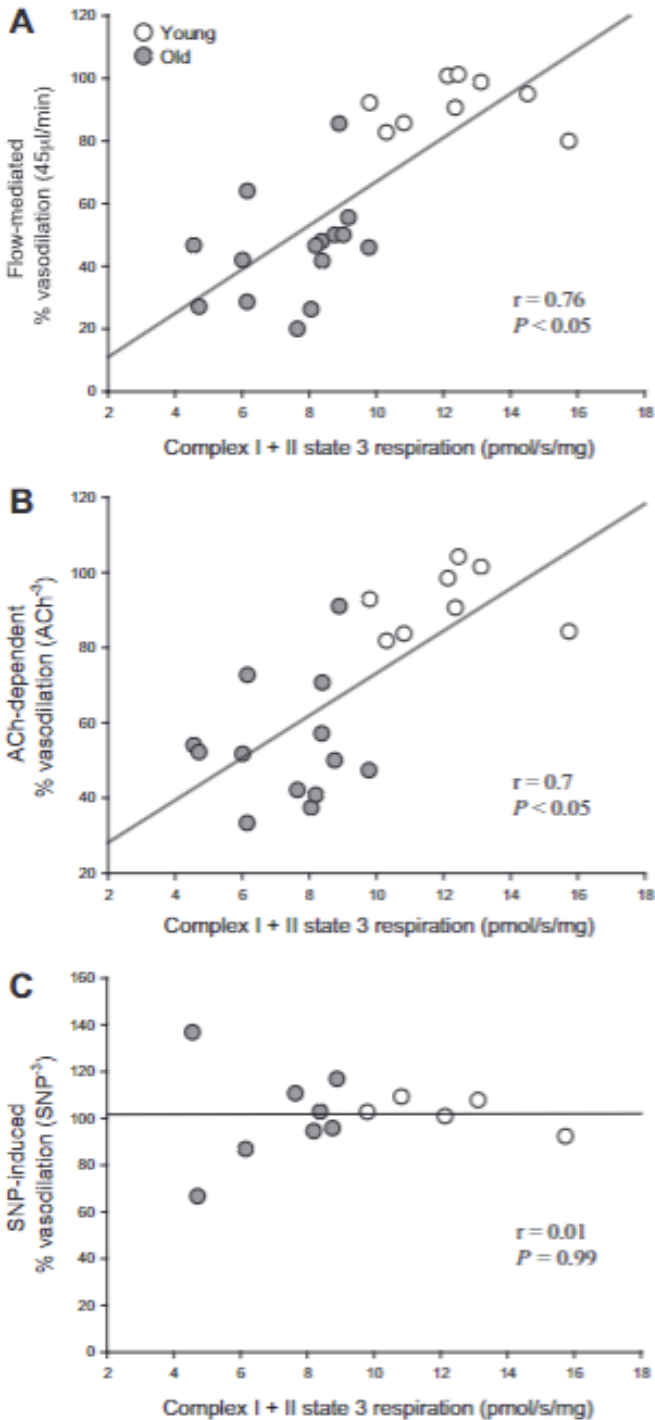 A
Young
Old
Flow-mediated
% vasodilation (45µl/min)
120
100
80
60
40
20
0
r = 0.76
P < 0.05
2 4 6 8 10 12 14 16 18
Complex I + II state 3 respiration (pmol/s/mg)
B
ACh-dependent
% vasodilation (ACh⁻³)
120
100
80
60
40
20
r = 0.7
P < 0.05
2 4 6 8 10 12 14 16 18
Complex I + II state 3 respiration (pmol/s/mg)
C
SNP-induced
% vasodilation (SNP⁻³)
160
140
120
100
80
60
40
20
0
r = 0.01
P = 0.99
2 4 6 8 10 12 14 16 18
Complex I + II state 3 respiration (pmol/s/mg)